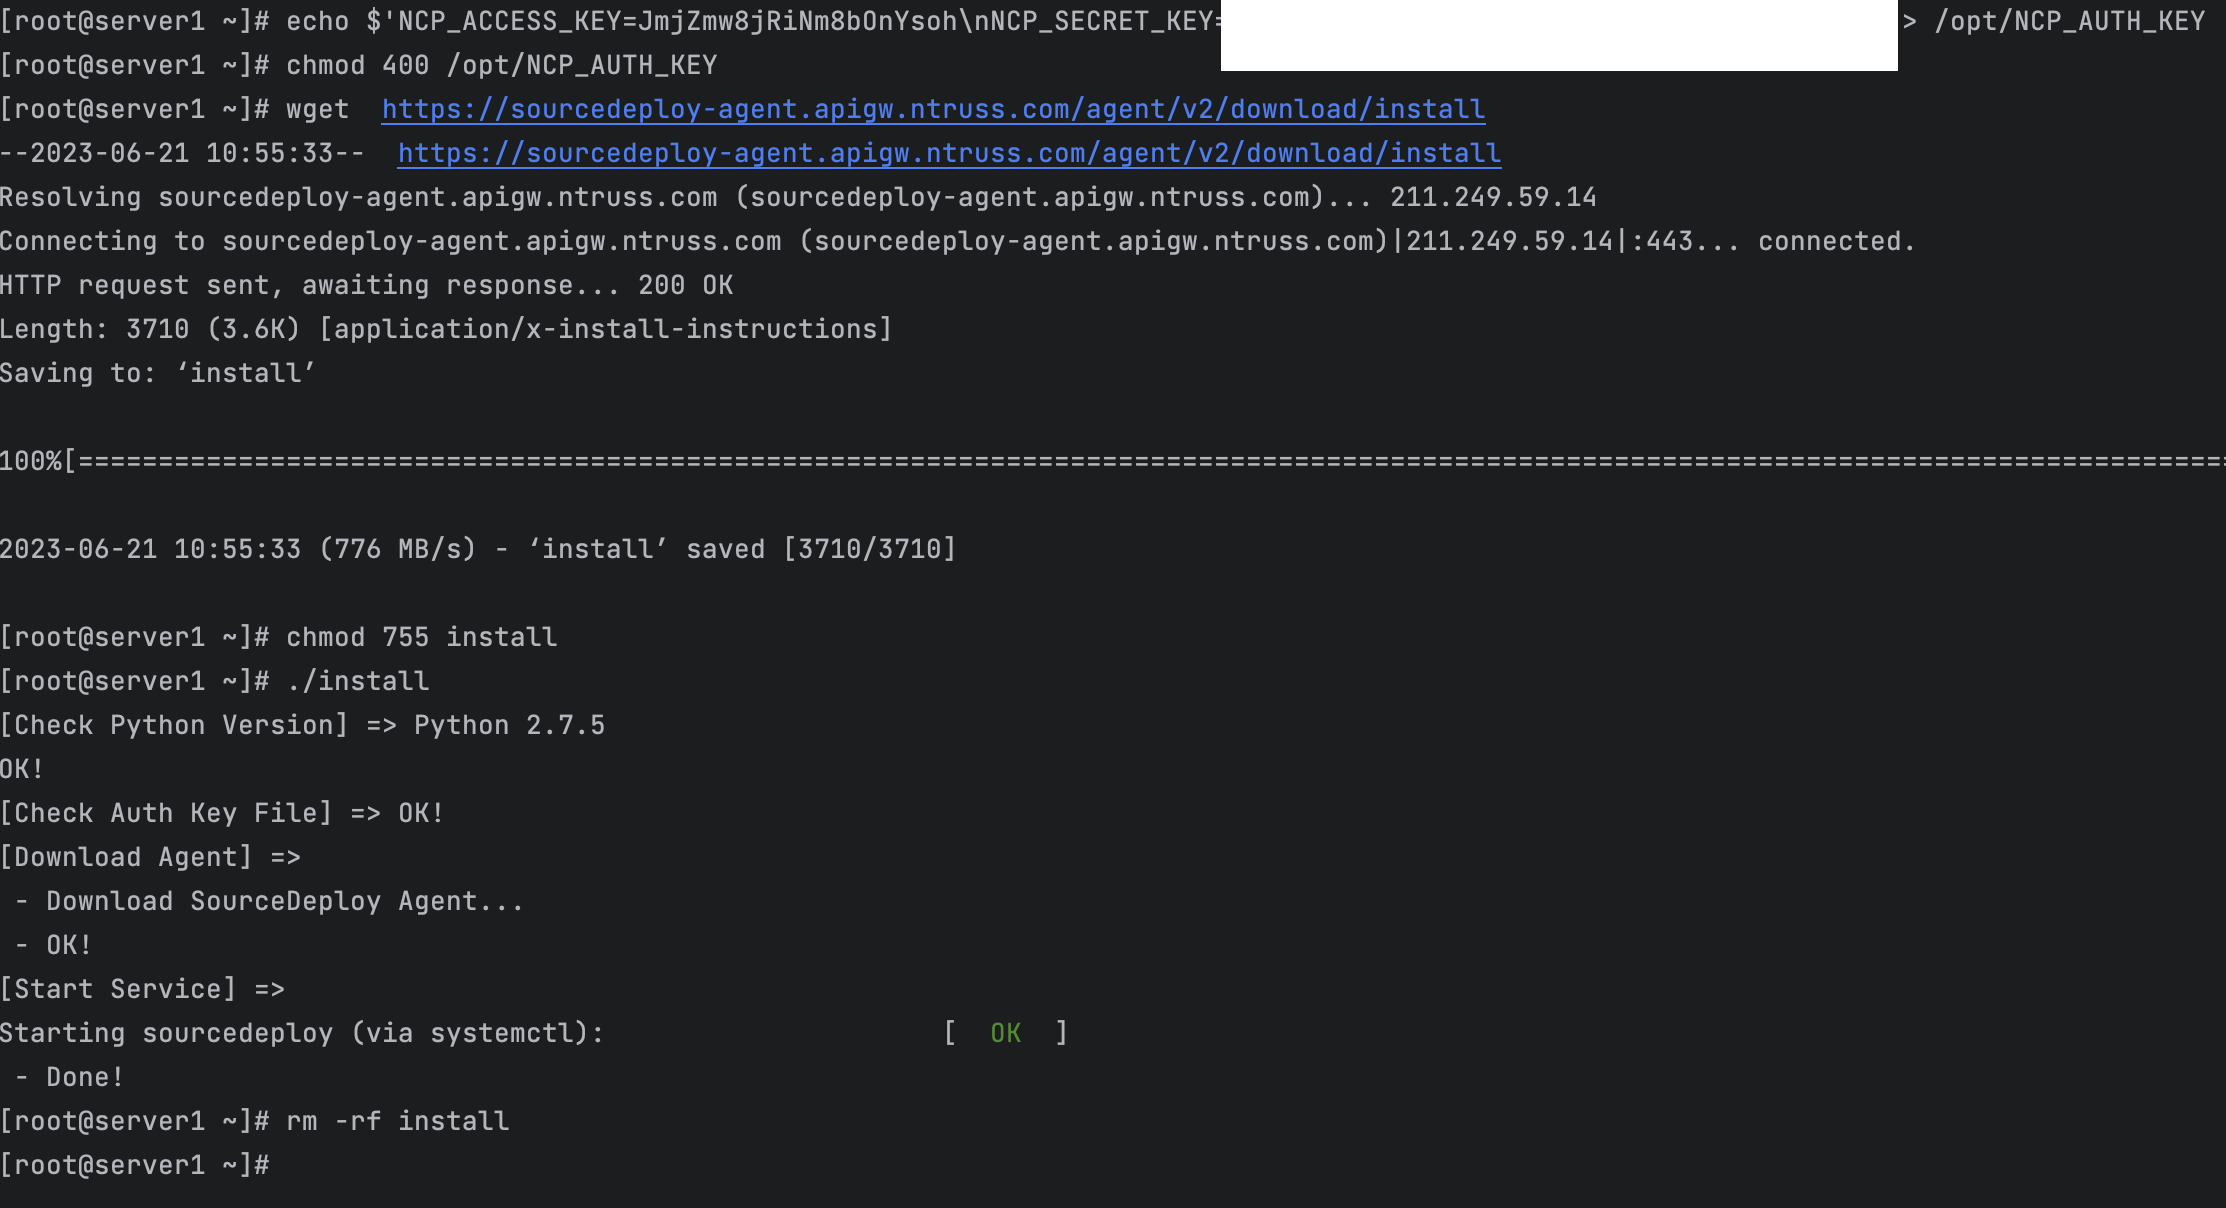 [root@server1 ~]# echo $'NCP_ACCESS_KEY=JmjZmw8jRiNm8bOnYsoh\nNCP_SECRET_KEY= > /opt/NCP_AUTH_KEY
[root@server1 ~]# chmod 400 /opt/NCP_AUTH_KEY
[root@server1 ~]# wget  https://sourcedeploy-agent.apigw.ntruss.com/agent/v2/download/install
--2023-06-21 10:55:33--  https://sourcedeploy-agent.apigw.ntruss.com/agent/v2/download/install
Resolving sourcedeploy-agent.apigw.ntruss.com (sourcedeploy-agent.apigw.ntruss.com)... 211.249.59.14
Connecting to sourcedeploy-agent.apigw.ntruss.com (sourcedeploy-agent.apigw.ntruss.com)|211.249.59.14|:443... connected.
HTTP request sent, awaiting response... 200 OK
Length: 3710 (3.6K) [application/x-install-instructions]
Saving to: ‘install’
100%[======================================================================================================================================>
2023-06-21 10:55:33 (776 MB/s) - ‘install’ saved [3710/3710]
[root@server1 ~]# chmod 755 install
[root@server1 ~]# ./install
[Check Python Version] => Python 2.7.5
OK!
[Check Auth Key File] => OK!
[Download Agent] =>
 - Download SourceDeploy Agent...
 - OK!
[Start Service] =>
Starting sourcedeploy (via systemctl):                     [  OK  ]
 - Done!
[root@server1 ~]# rm -rf install
[root@server1 ~]#